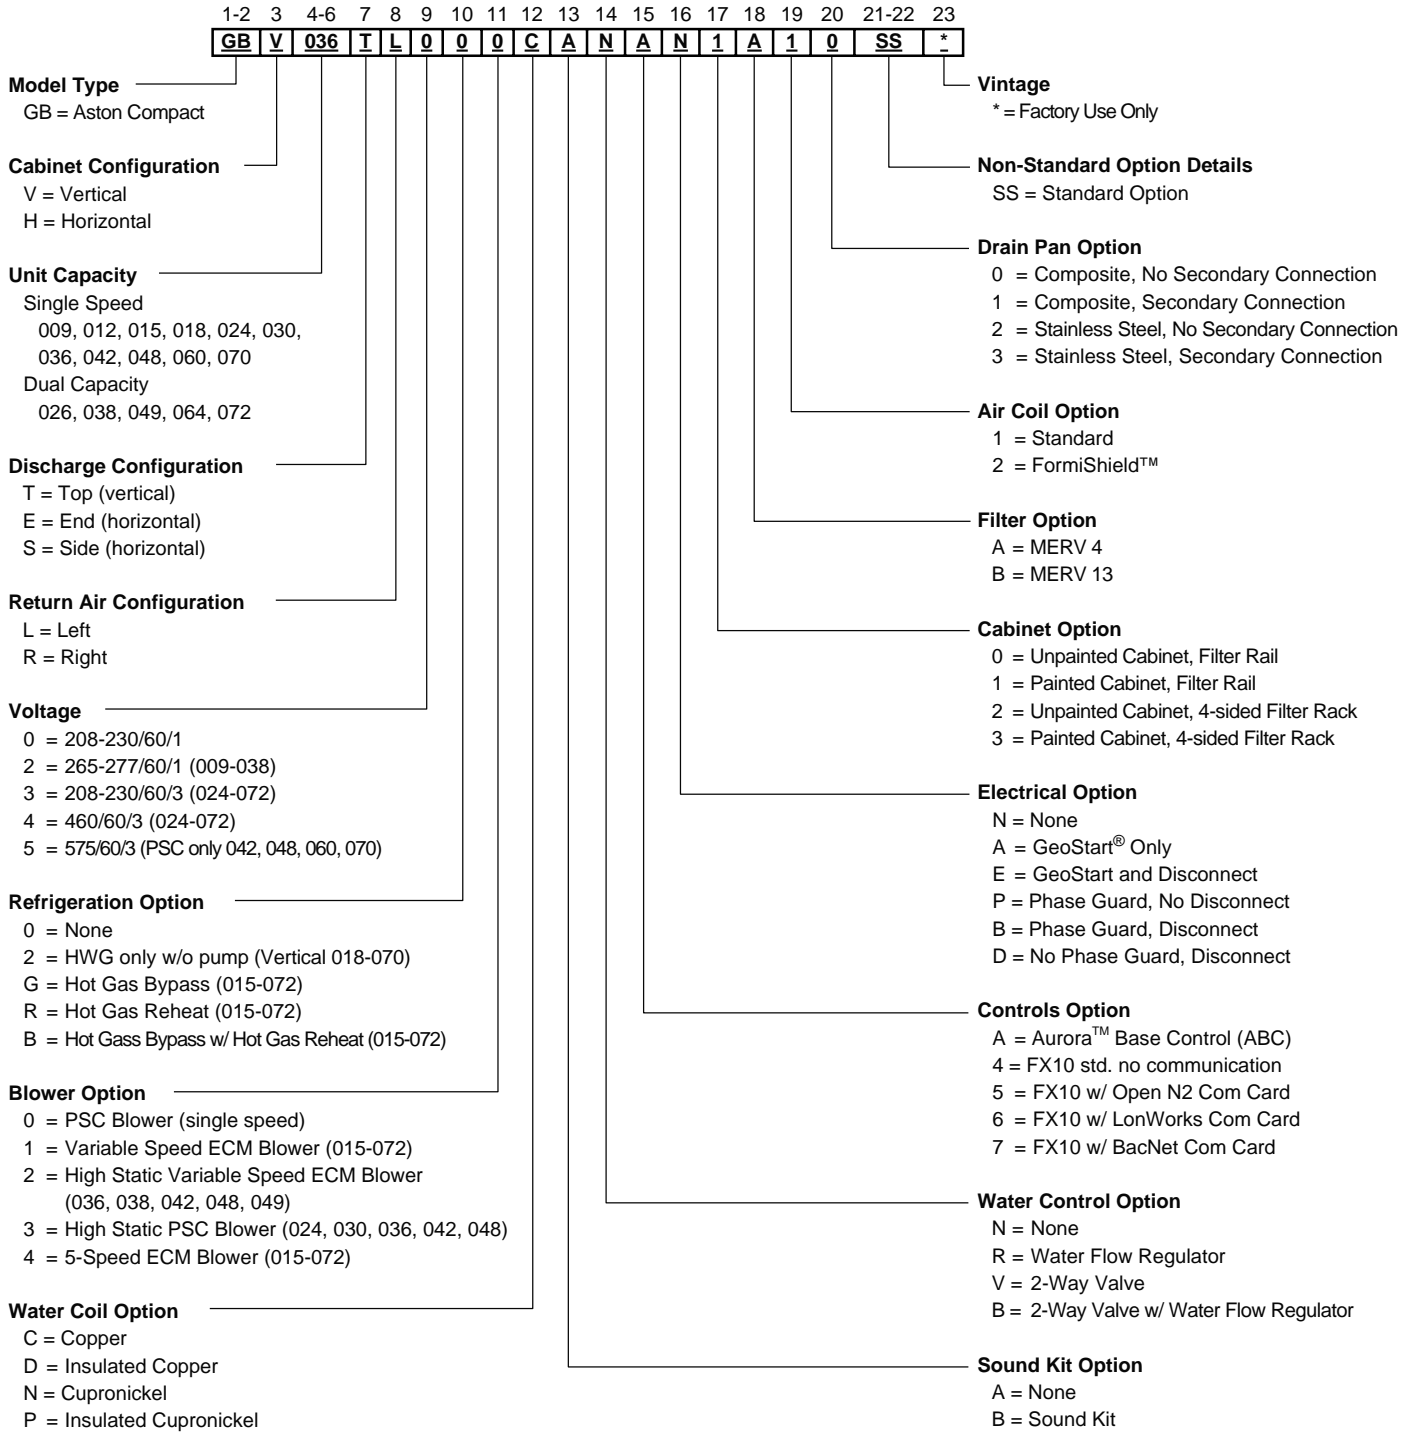 1-2 3 4-6 7 8 9 10 11 12 13 14 15 16 17 18 19 20 21-22 23
GB V 036 T L 0 0 0 C A N A N 1 A 1 0 SS *
Model Type
GB = Aston Compact
Cabinet Configuration
V = Vertical
H = Horizontal
Unit Capacity
Single Speed
009, 012, 015, 018, 024, 030,
036, 042, 048, 060, 070
Dual Capacity
026, 038, 049, 064, 072
Discharge Configuration
T = Top (vertical)
E = End (horizontal)
S = Side (horizontal)
Return Air Configuration
L = Left
R = Right
Voltage
0 = 208-230/60/1
2 = 265-277/60/1 (009-038)
3 = 208-230/60/3 (024-072)
4 = 460/60/3 (024-072)
5 = 575/60/3 (PSC only 042, 048, 060, 070)
Refrigeration Option
0 = None
2 = HWG only w/o pump (Vertical 018-070)
G = Hot Gas Bypass (015-072)
R = Hot Gas Reheat (015-072)
B = Hot Gass Bypass w/ Hot Gas Reheat (015-072)
Blower Option
0 = PSC Blower (single speed)
1 = Variable Speed ECM Blower (015-072)
2 = High Static Variable Speed ECM Blower
(036, 038, 042, 048, 049)
3 = High Static PSC Blower (024, 030, 036, 042, 048)
4 = 5-Speed ECM Blower (015-072)
Water Coil Option
C = Copper
D = Insulated Copper
N = Cupronickel
P = Insulated Cupronickel
Vintage
* = Factory Use Only
Non-Standard Option Details
SS = Standard Option
Drain Pan Option
0 = Composite, No Secondary Connection
1 = Composite, Secondary Connection
2 = Stainless Steel, No Secondary Connection
3 = Stainless Steel, Secondary Connection
Air Coil Option
1 = Standard
2 = FormiShield™
Filter Option
A = MERV 4
B = MERV 13
Cabinet Option
0 = Unpainted Cabinet, Filter Rail
1 = Painted Cabinet, Filter Rail
2 = Unpainted Cabinet, 4-sided Filter Rack
3 = Painted Cabinet, 4-sided Filter Rack
Electrical Option
N = None
A = GeoStart® Only
E = GeoStart and Disconnect
P = Phase Guard, No Disconnect
B = Phase Guard, Disconnect
D = No Phase Guard, Disconnect
Controls Option
A = Aurora™ Base Control (ABC)
4 = FX10 std. no communication
5 = FX10 w/ Open N2 Com Card
6 = FX10 w/ LonWorks Com Card
7 = FX10 w/ BacNet Com Card
Water Control Option
N = None
R = Water Flow Regulator
V = 2-Way Valve
B = 2-Way Valve w/ Water Flow Regulator
Sound Kit Option
A = None
B = Sound Kit